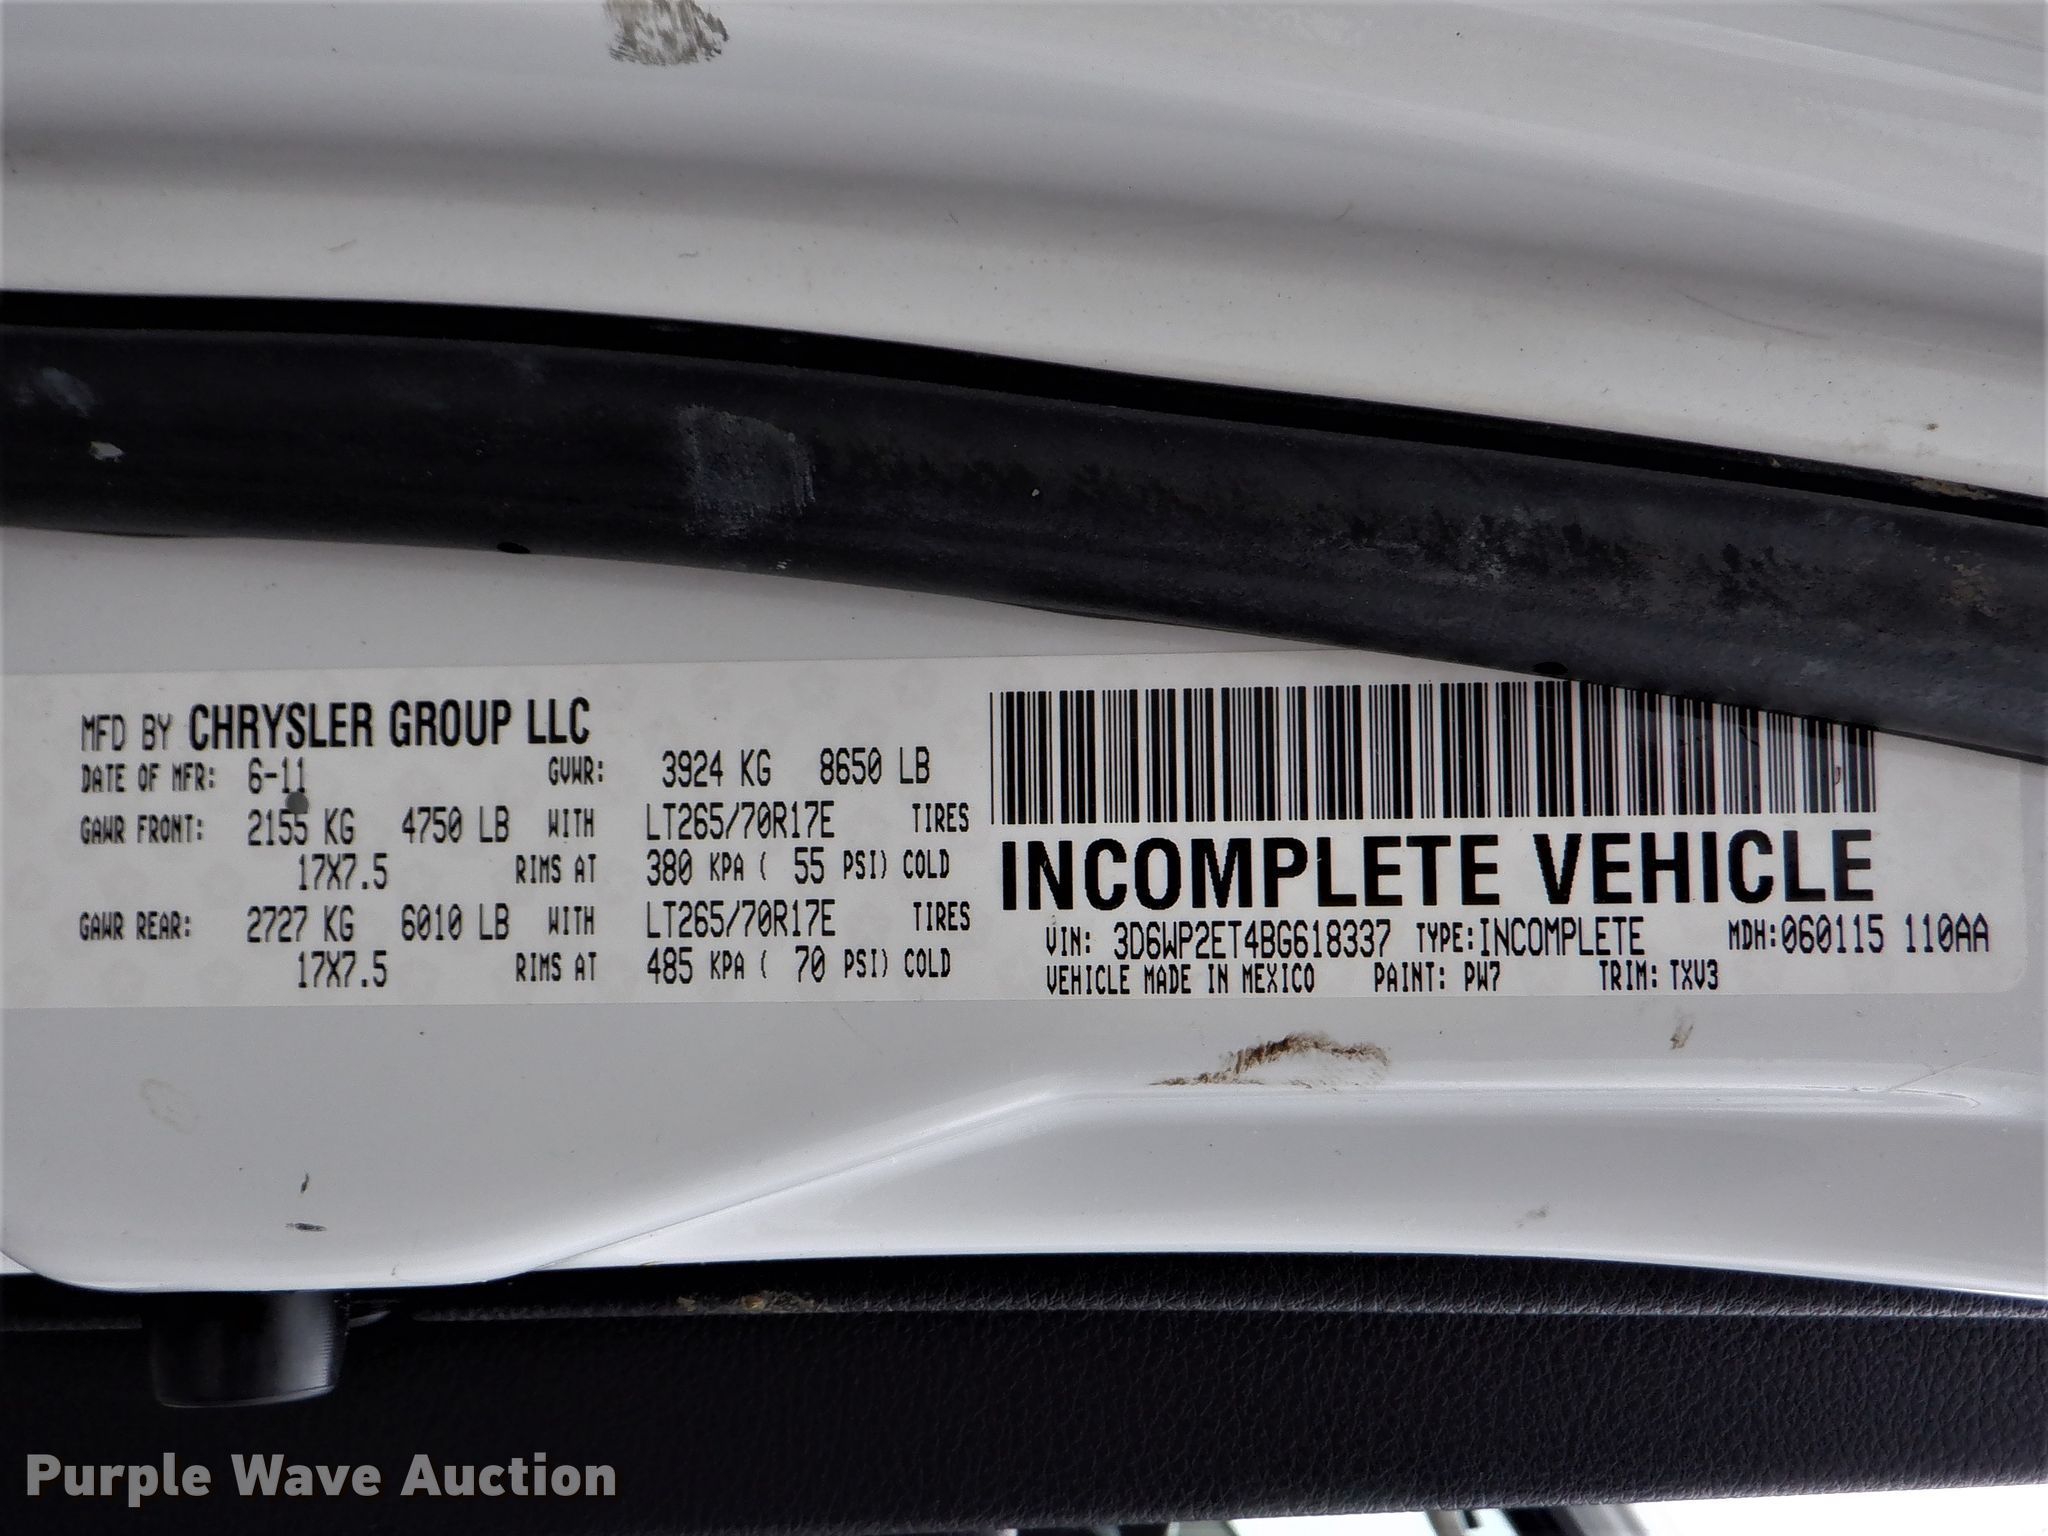 MFD BY CHRYSLER GROUP LLC
DATE OF MFR: 6-11 GVWR: 3924 KG 8650 LB
GAWR FRONT: 2155 KG 4750 LB WITH LT265/70R17E TIRES
17X7.5 RIMS AT 380 KPA ( 55 PSI) COLD
GAWR REAR: 2727 KG 6010 LB WITH LT265/70R17E TIRES
17X7.5 RIMS AT 485 KPA ( 70 PSI) COLD
INCOMPLETE VEHICLE
VIN: 3D6WP2ET4BG618337 TYPE:INCOMPLETE MDH:060115 110AA
VEHICLE MADE IN MEXICO PAINT: PW7 TRIM: TXV3
Purple Wave Auction